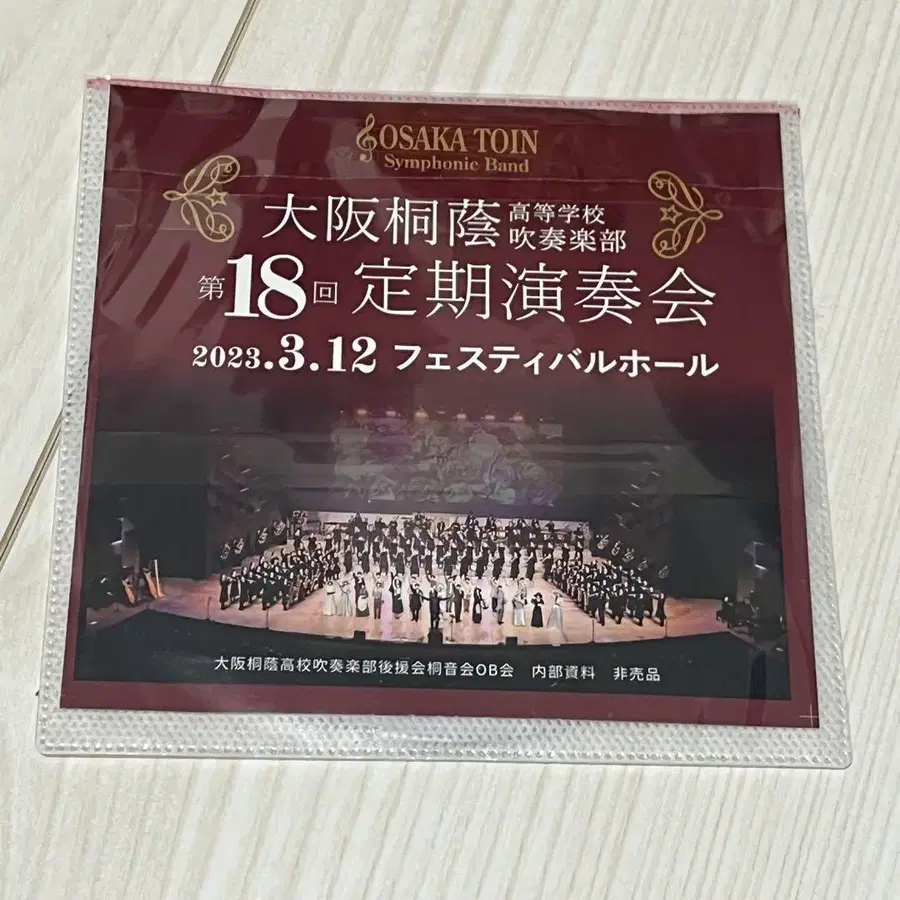 OSAKA TOIN
Symphonic Band
大阪桐蔭高等学校吹奏楽部
第18回 定期演奏会
2023.3.12 フェスティバルホール
大阪桐蔭高校吹奏楽部後援会桐音会OB会　内部資料　非売品